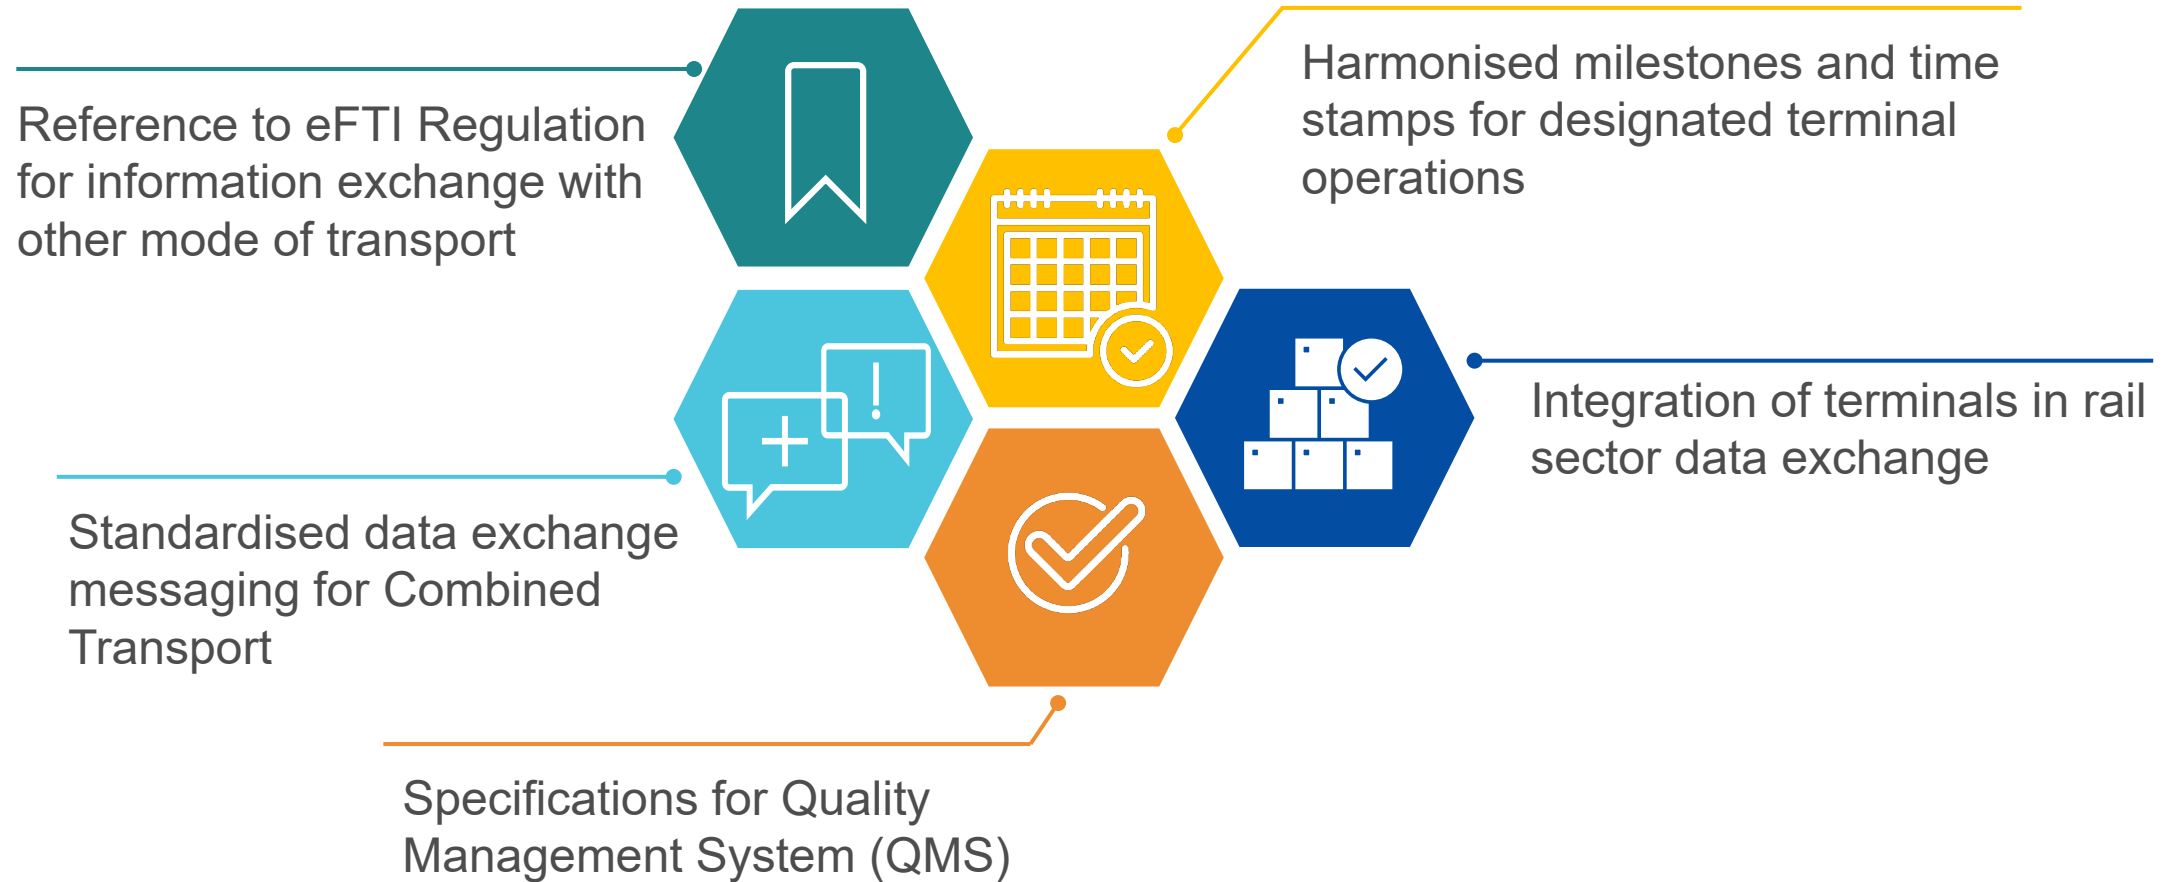 Reference to eFTI Regulation
for information exchange with
other mode of transport
Harmonised milestones and time
stamps for designated terminal
operations
Integration of terminals in rail
sector data exchange
Standardised data exchange
messaging for Combined
Transport
Specifications for Quality
Management System (QMS)